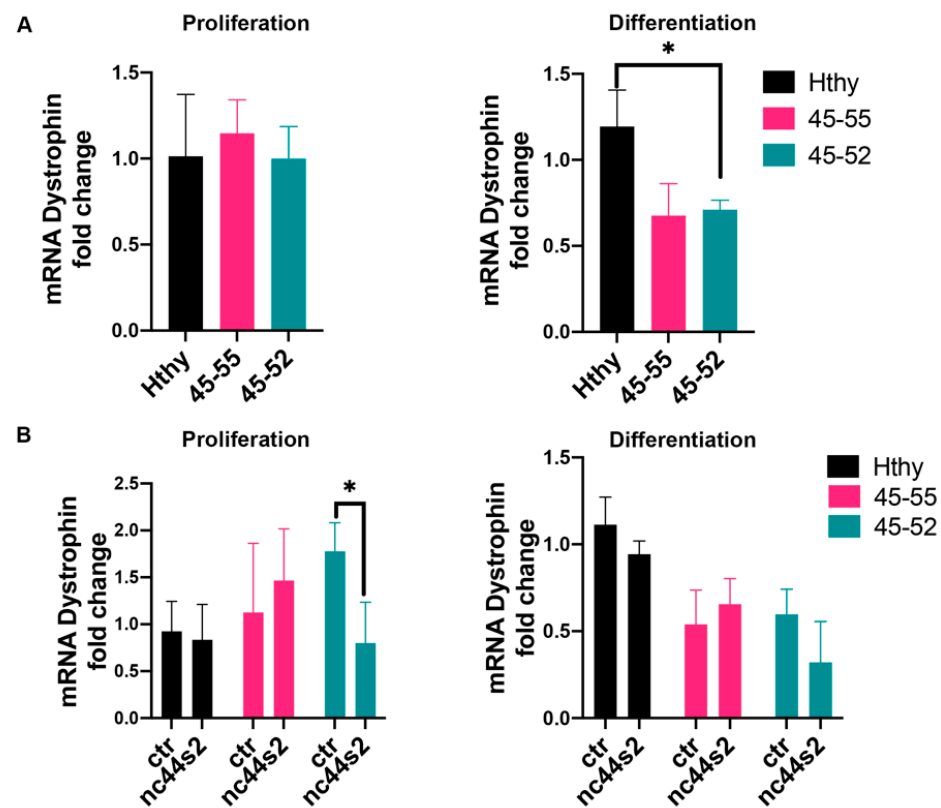 A
Proliferation
Differentiation
mRNA Dystrophin
fold change
1.5
1.0
0.5
0.0
Hthy
45-55
45-52
mRNA Dystrophin
fold change
1.5
1.0
0.5
0.0
*
Hthy
45-55
45-52
Hthy
45-55
45-52
B
Proliferation
Differentiation
mRNA Dystrophin
fold change
2.5
2.0
1.5
1.0
0.5
0.0
*
ctr
nc44s2
ctr
nc44s2
ctr
nc44s2
mRNA Dystrophin
fold change
1.5
1.0
0.5
0.0
ctr
nc44s2
ctr
nc44s2
ctr
nc44s2
Hthy
45-55
45-52